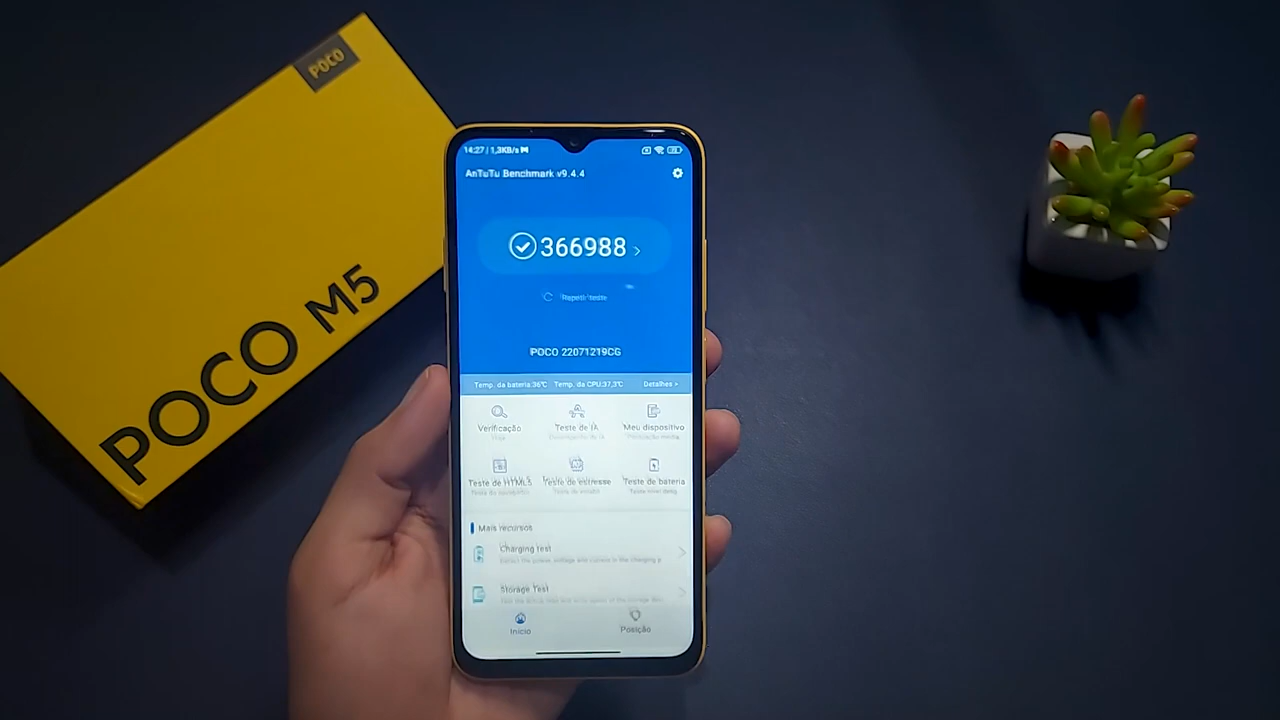 POCO
POCO M5
14:27 | 1,3KB/s
AnTuTu Benchmark v9.4.4
366988
Repetir teste
POCO 22071219CG
Temp. da bateria:36℃ Temp. da CPU:37,3℃ Detalhes >
Verificação Teste de IA Meu dispositivo
Teste de HTML5 Teste de estresse Teste de bateria
Mais recursos
Charging test
Storage Test
Início Posição